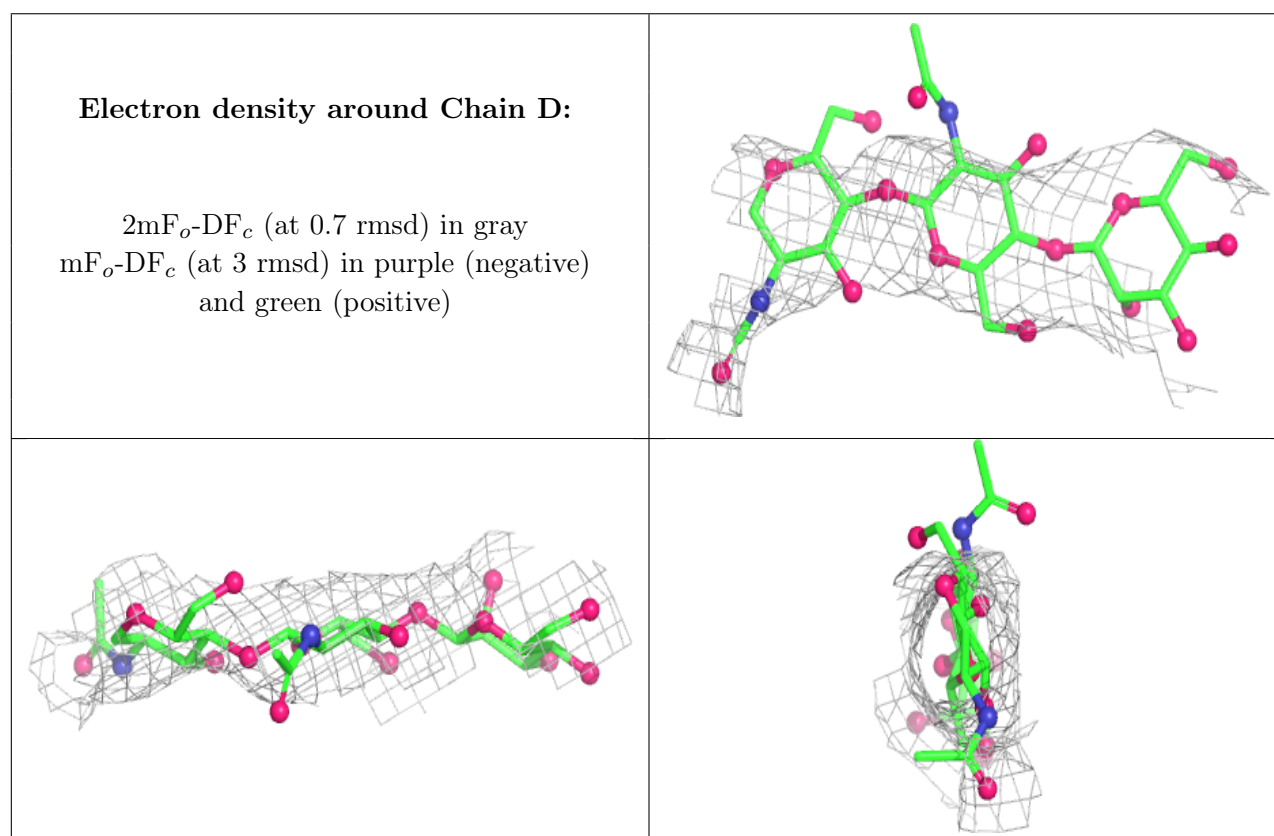 Electron density around Chain D:
2mFo-DFc (at 0.7 rmsd) in gray
mFo-DFc (at 3 rmsd) in purple (negative)
and green (positive)